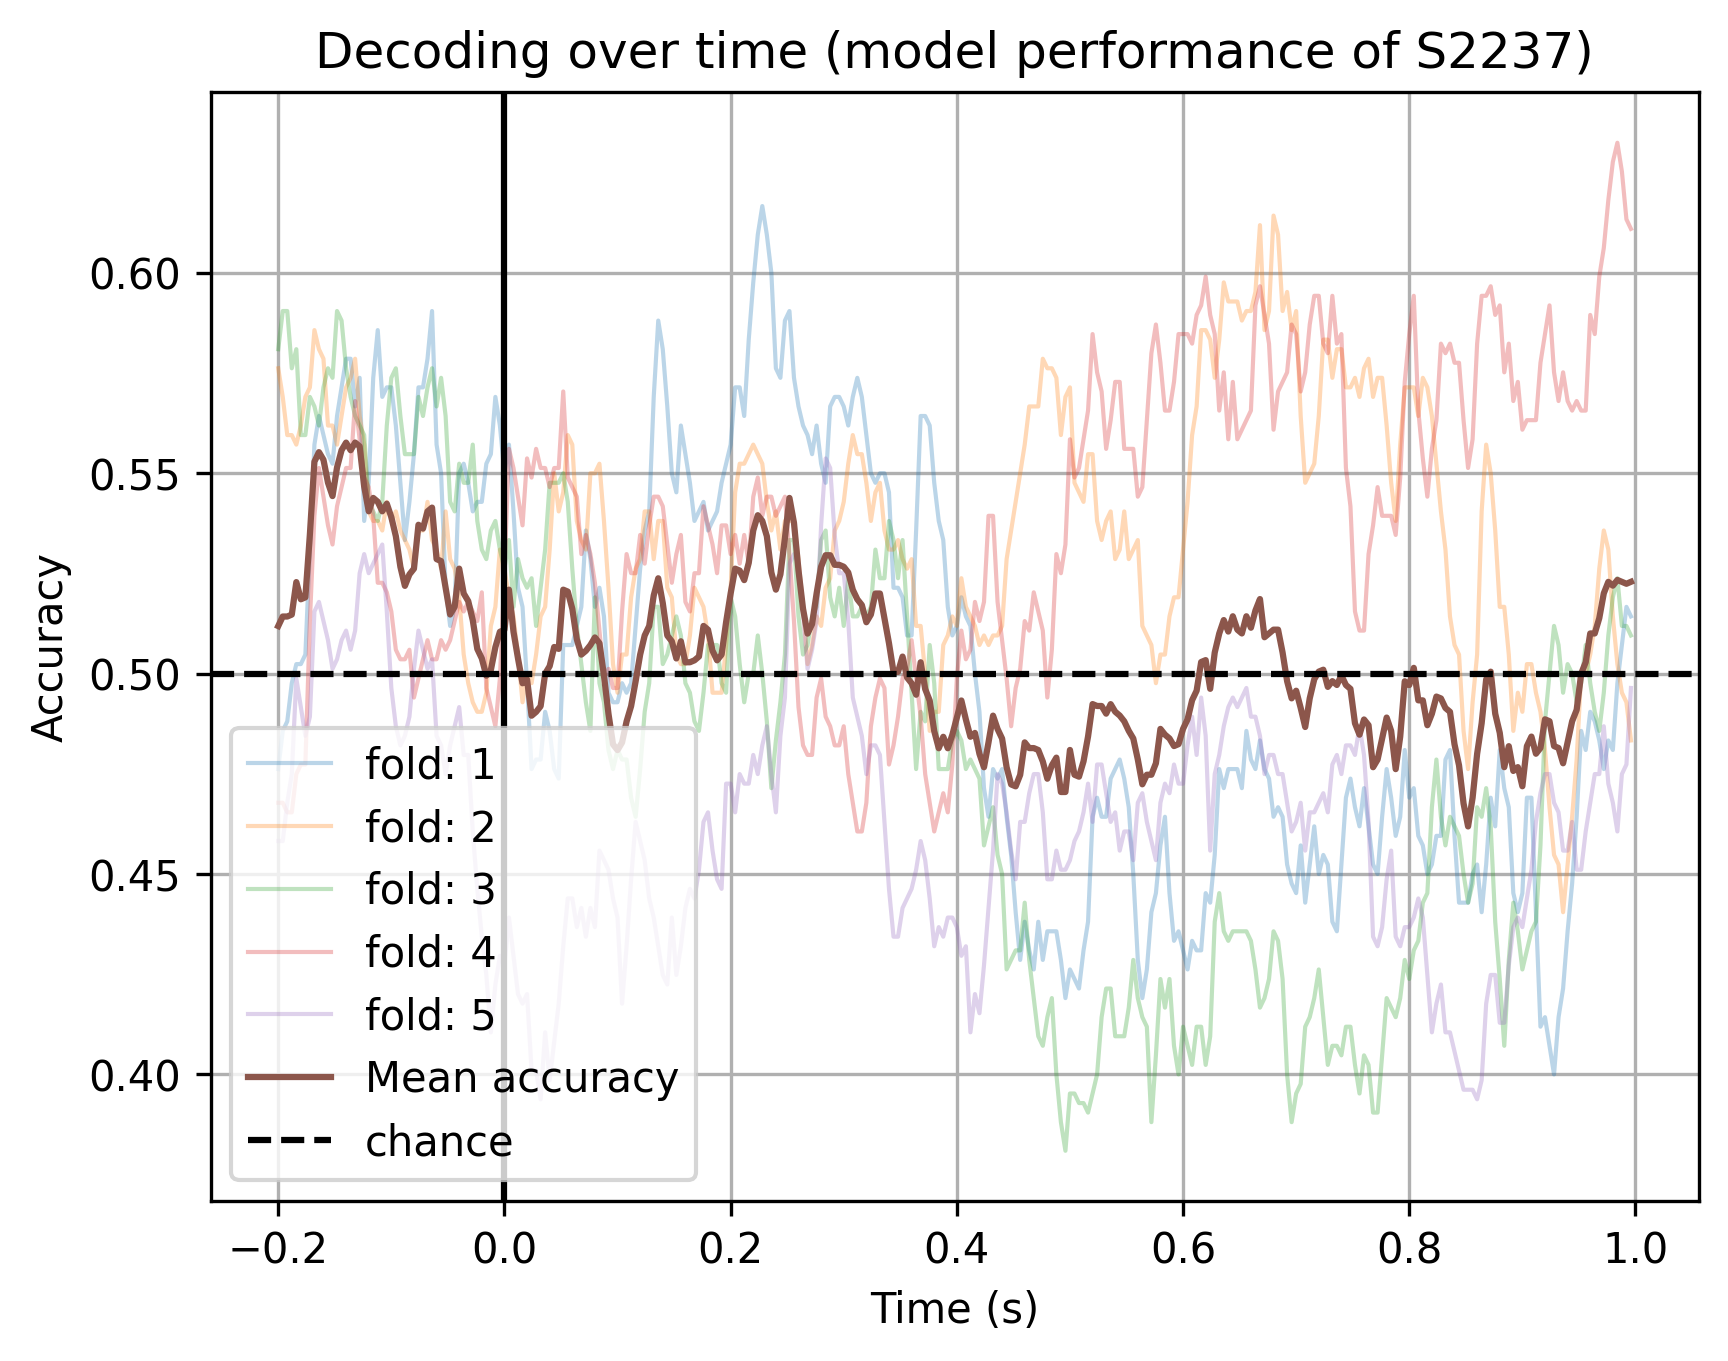 Decoding over time (model performance of S2237)
Accuracy
0.60
0.55
0.50
0.45
0.40
fold: 1
fold: 2
fold: 3
fold: 4
fold: 5
Mean accuracy
chance
−0.2 0.0 0.2 0.4 0.6 0.8 1.0
Time (s)